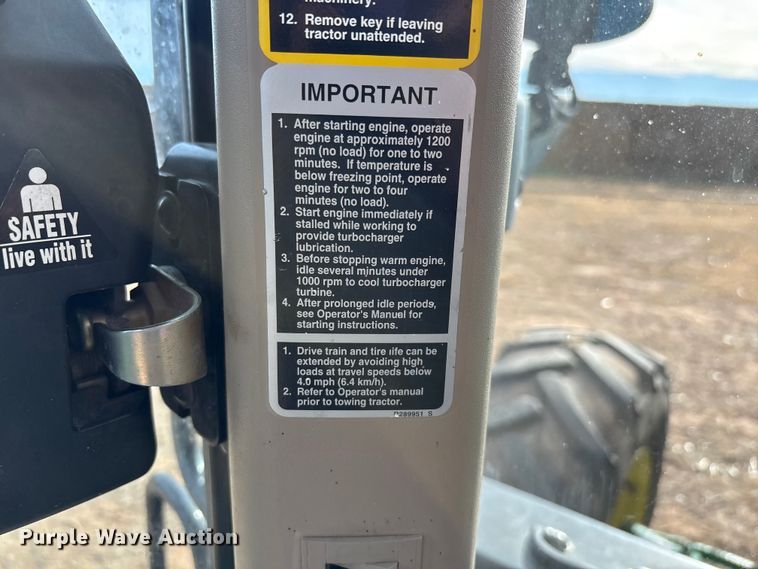 machinery.
12. Remove key if leaving
tractor unattended.
IMPORTANT
1. After starting engine, operate
engine at approximately 1200
rpm (no load) for one to two
minutes. If temperature is
below freezing point, operate
engine for two to four
minutes (no load).
2. Start engine immediately if
stalled while working to
provide turbocharger
lubrication.
3. Before stopping warm engine,
idle several minutes under
1000 rpm to cool turbocharger
turbine.
4. After prolonged idle periods,
see Operator's Manual for
starting instructions.
1. Drive train and tire life can be
extended by avoiding high
loads at travel speeds below
4.0 mph (6.4 km/h).
2. Refer to Operator's manual
prior to towing tractor.
R289951 S
SAFETY
live with it
Purple Wave Auction